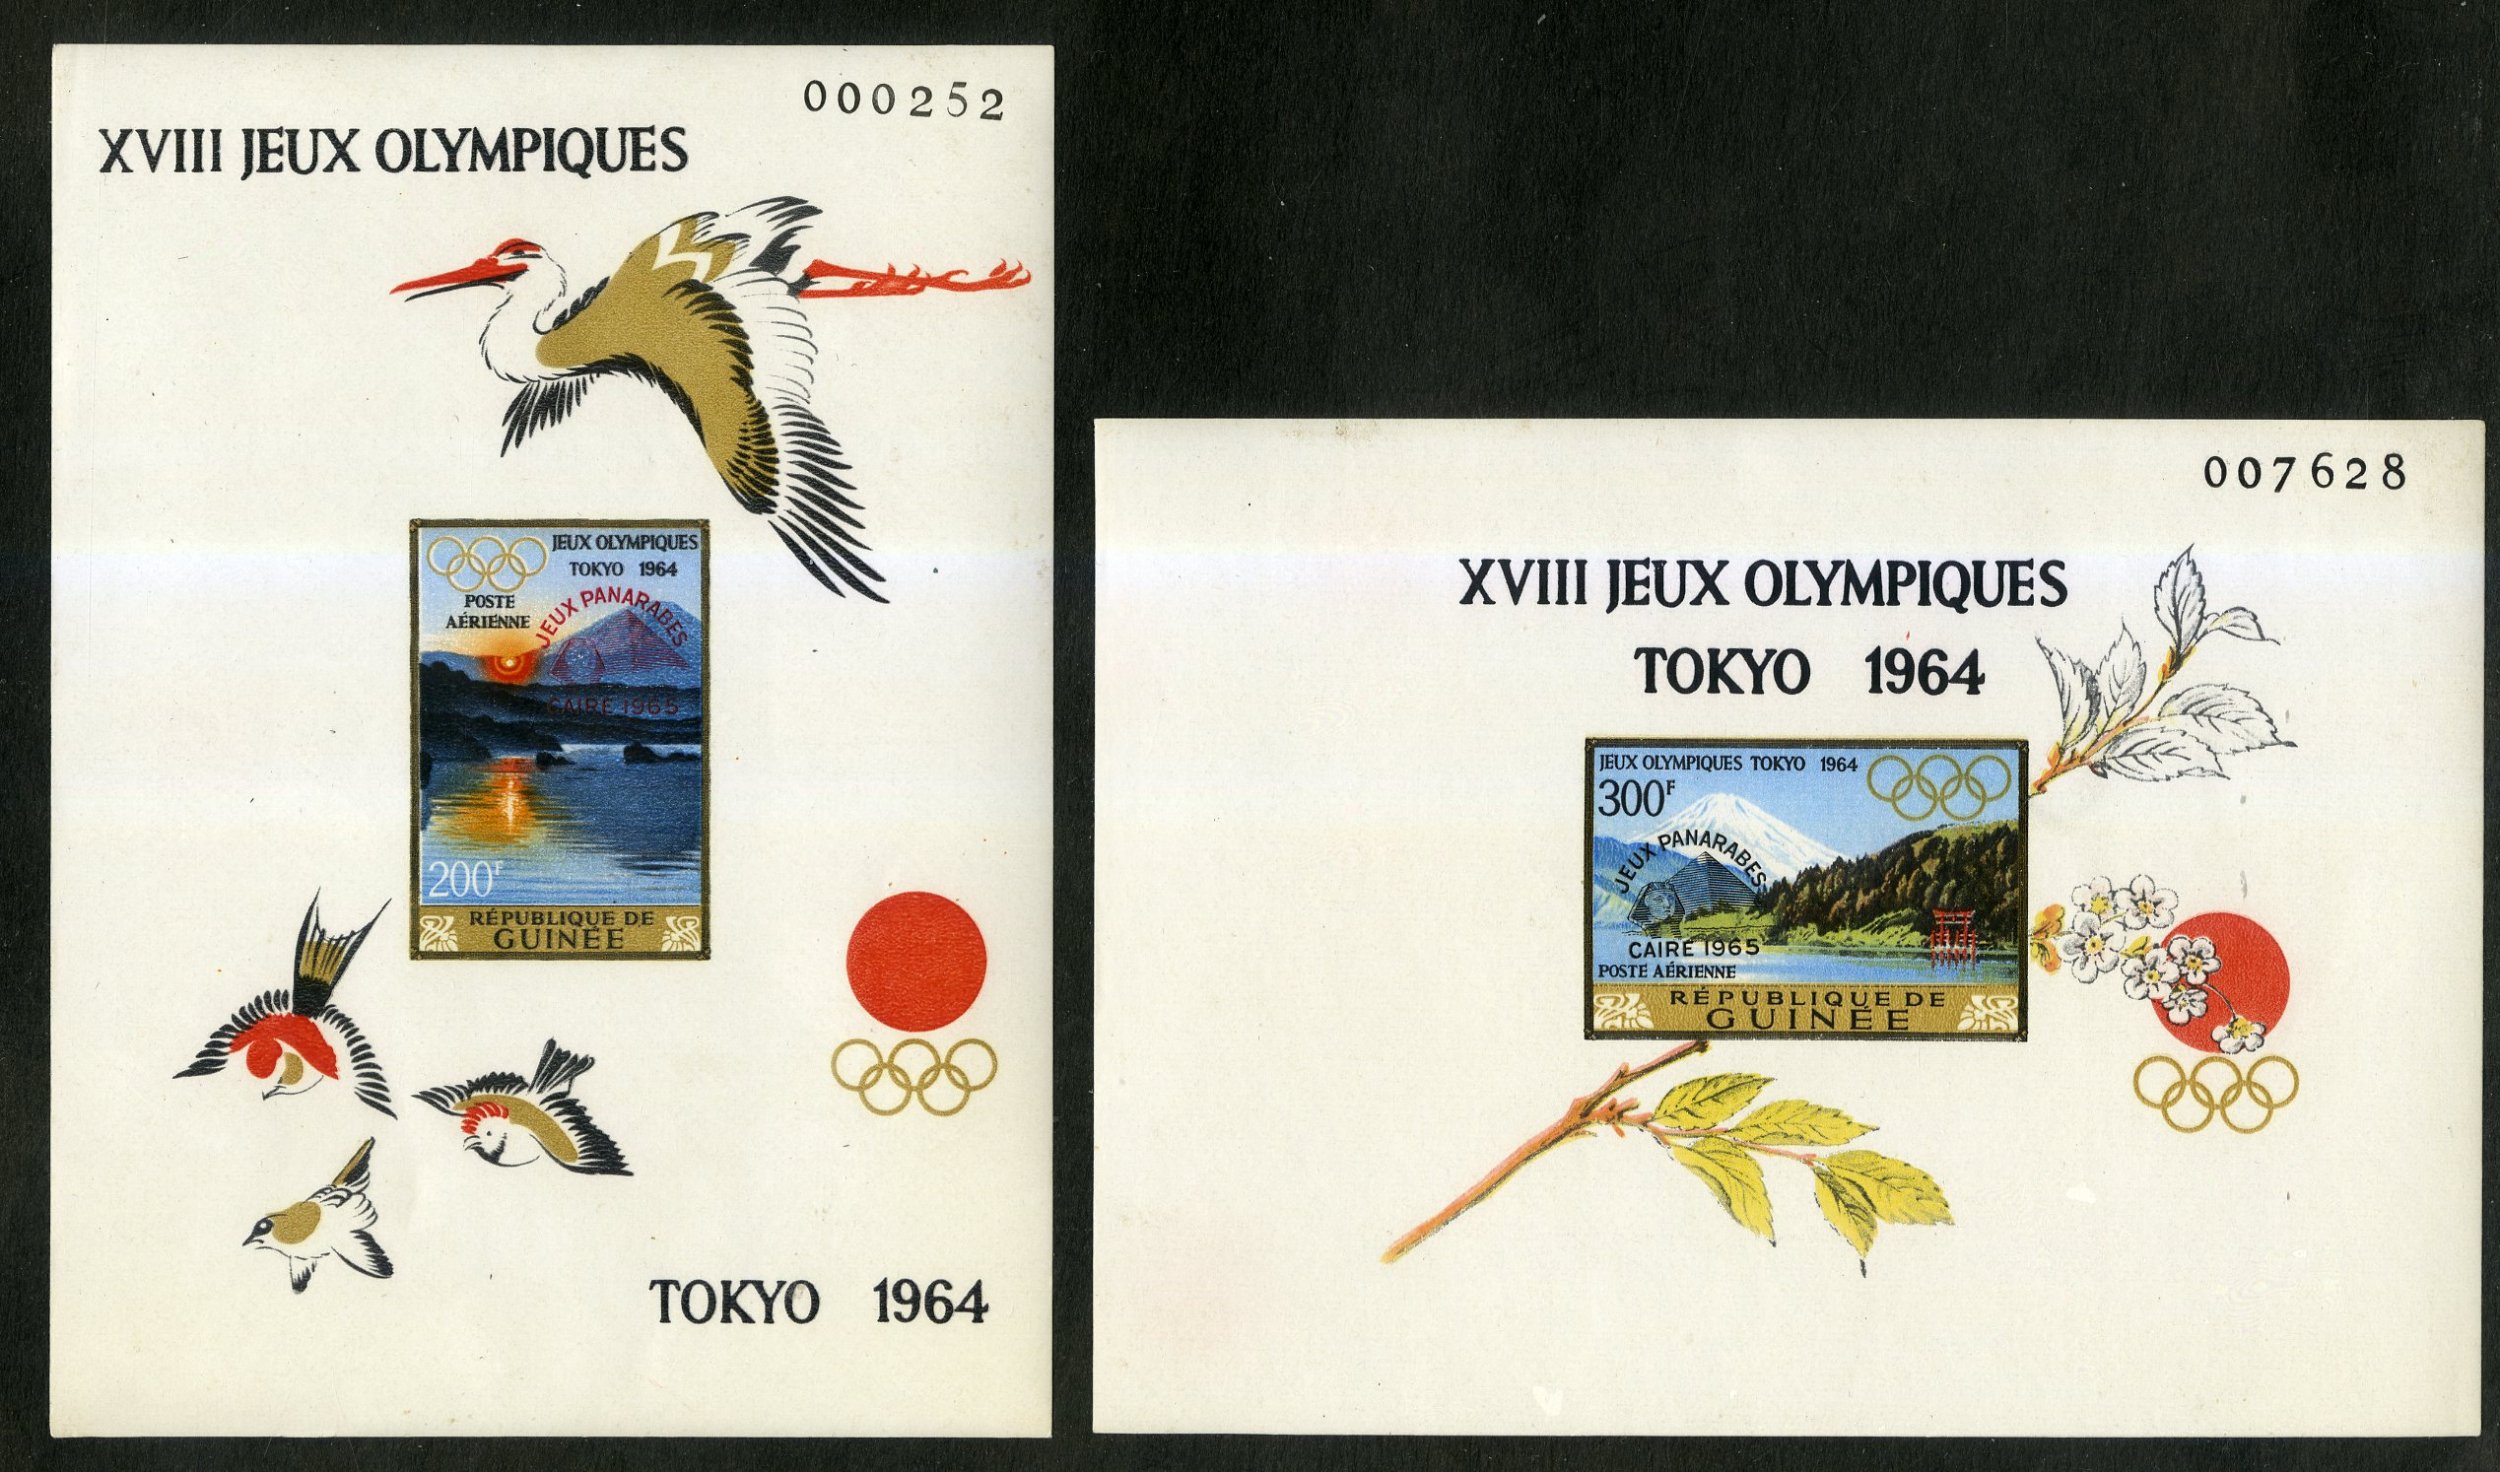 000252
XVIII JEUX OLYMPIQUES
JEUX OLYMPIQUES
TOKYO 1964
POSTE
AÉRIENNE
JEUX PANARABES
CAIRE 1965
200F
RÉPUBLIQUE DE
GUINÉE
TOKYO 1964
007628
XVIII JEUX OLYMPIQUES
TOKYO 1964
JEUX OLYMPIQUES TOKYO 1964
300F
JEUX PANARABES
CAIRE 1965
POSTE AÉRIENNE
RÉPUBLIQUE DE
GUINÉE